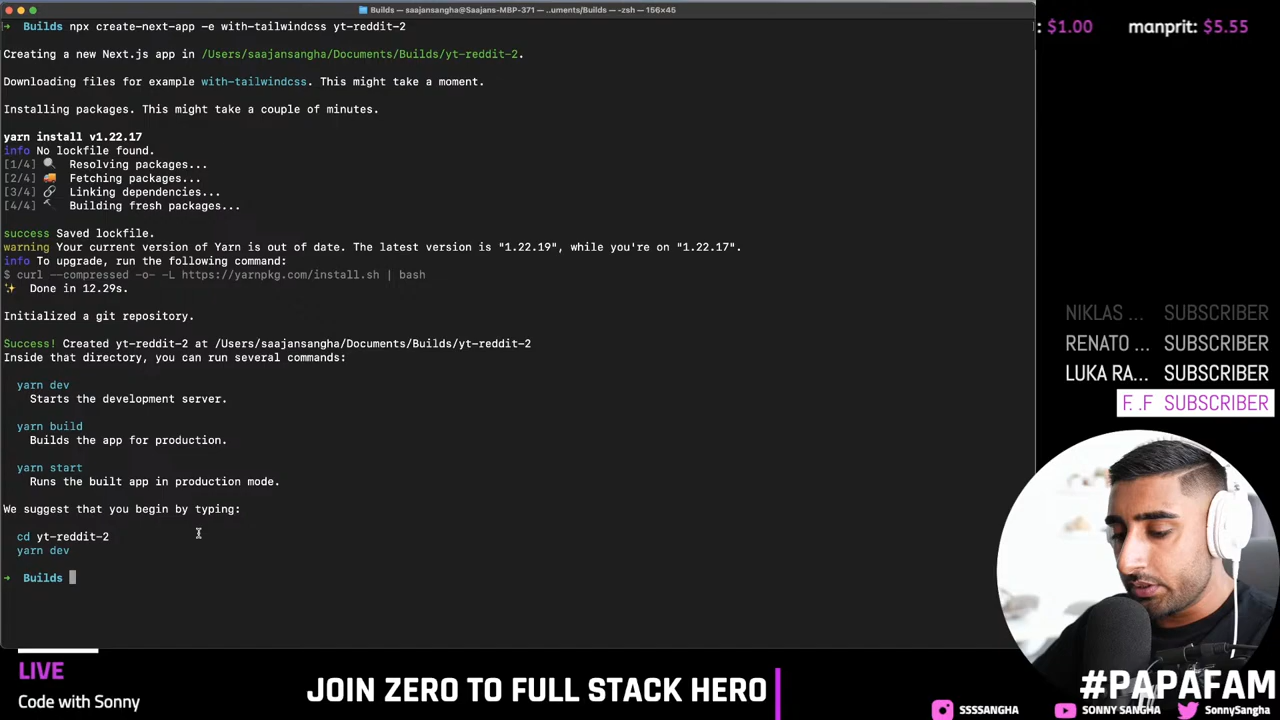 Builds — saajansangha@Saajans-MBP-371 — ..uments/Builds — -zsh — 156×45
→ Builds npx create-next-app -e with-tailwindcss yt-reddit-2
Creating a new Next.js app in /Users/saajansangha/Documents/Builds/yt-reddit-2.
Downloading files for example with-tailwindcss. This might take a moment.
Installing packages. This might take a couple of minutes.
yarn install v1.22.17
info No lockfile found.
[1/4] 🔍 Resolving packages...
[2/4] 🚚 Fetching packages...
[3/4] 🔗 Linking dependencies...
[4/4] 🔨 Building fresh packages...
success Saved lockfile.
warning Your current version of Yarn is out of date. The latest version is "1.22.19", while you're on "1.22.17".
info To upgrade, run the following command:
$ curl --compressed -o- -L https://yarnpkg.com/install.sh | bash
✨ Done in 12.29s.
Initialized a git repository.
Success! Created yt-reddit-2 at /Users/saajansangha/Documents/Builds/yt-reddit-2
Inside that directory, you can run several commands:
yarn dev
Starts the development server.
yarn build
Builds the app for production.
yarn start
Runs the built app in production mode.
We suggest that you begin by typing:
cd yt-reddit-2
yarn dev
→ Builds
: $1.00 manprit: $5.55
NIKLAS ... SUBSCRIBER
RENATO ... SUBSCRIBER
LUKA RA... SUBSCRIBER
F. .F SUBSCRIBER
LIVE
Code with Sonny
JOIN ZERO TO FULL STACK HERO
#PAPAFAM
SSSSANGHA SONNY SANGHA SonnySangha